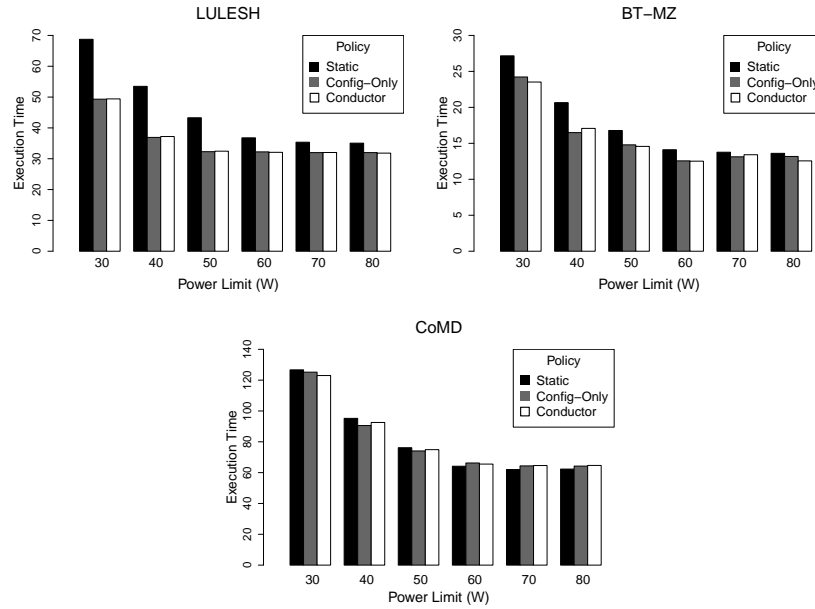 LULESH
Execution Time
0 10 20 30 40 50 60 70
Policy
Static
Config−Only
Conductor
30 40 50 60 70 80
Power Limit (W)
BT−MZ
Execution Time
0 5 10 15 20 25 30
Policy
Static
Config−Only
Conductor
30 40 50 60 70 80
Power Limit (W)
CoMD
Execution Time
0 20 40 60 80 100 120 140
Policy
Static
Config−Only
Conductor
30 40 50 60 70 80
Power Limit (W)